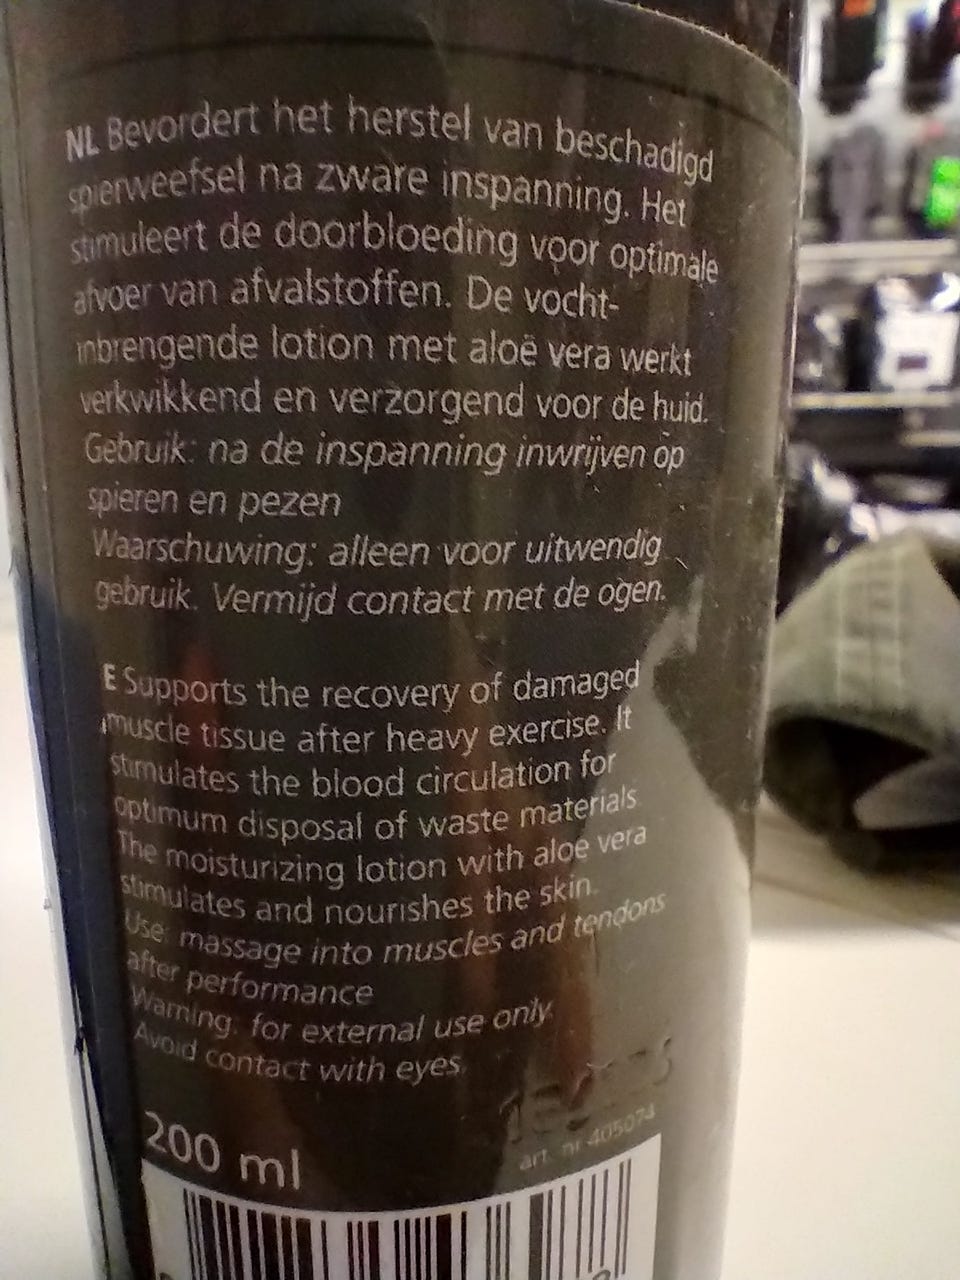 NL Bevordert het herstel van beschadigd
spierweefsel na zware inspanning. Het
stimuleert de doorbloeding voor optimale
afvoer van afvalstoffen. De vocht-
inbrengende lotion met aloë vera werkt
verkwikkend en verzorgend voor de huid.
Gebruik: na de inspanning inwrijven op
spieren en pezen
Waarschuwing: alleen voor uitwendig
gebruik. Vermijd contact met de ogen.
E Supports the recovery of damaged
muscle tissue after heavy exercise. It
stimulates the blood circulation for
optimum disposal of waste materials
The moisturizing lotion with aloe vera
stimulates and nourishes the skin.
Use: massage into muscles and tendons
after performance
Warning: for external use only.
Avoid contact with eyes.
200 ml
art. nr 405074